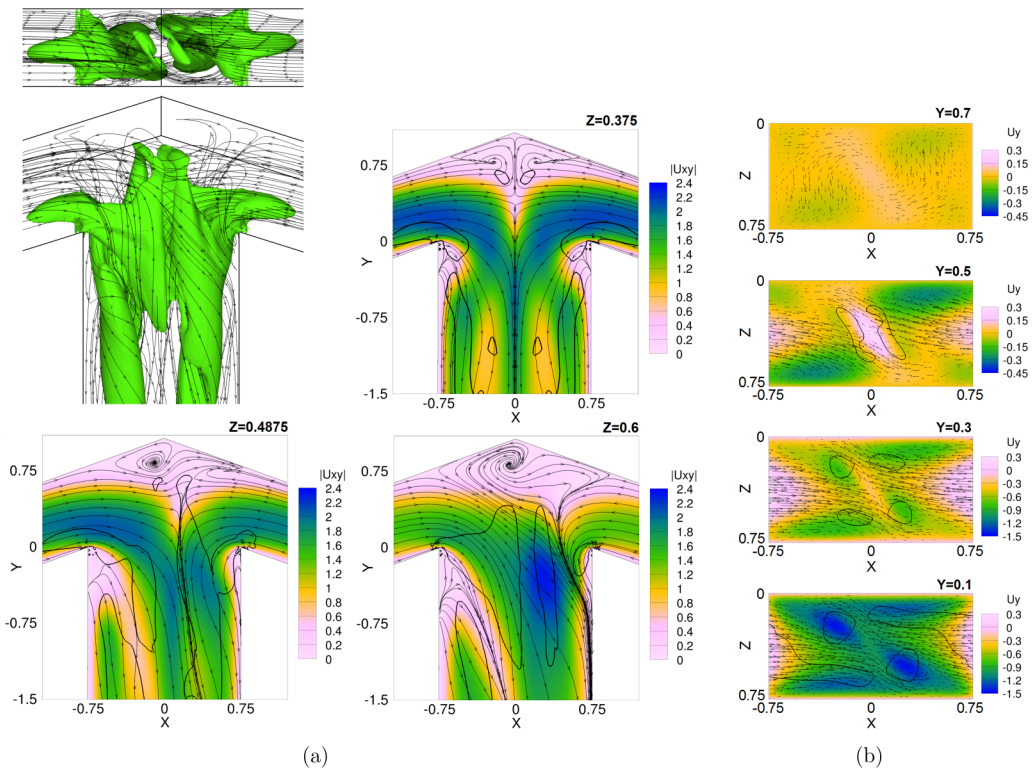 Z=0.375
|Uxy|
2.4
2.2
2
1.8
1.6
1.4
1.2
1
0.8
0.6
0.4
0.2
0
0.75
0
-0.75
-1.5
Y
-0.75 0 0.75
X
Z=0.4875
|Uxy|
2.4
2.2
2
1.8
1.6
1.4
1.2
1
0.8
0.6
0.4
0.2
0
0.75
0
-0.75
-1.5
Y
-0.75 0 0.75
X
Z=0.6
|Uxy|
2.4
2.2
2
1.8
1.6
1.4
1.2
1
0.8
0.6
0.4
0.2
0
0.75
0
-0.75
-1.5
Y
-0.75 0 0.75
X
(a)
Y=0.7
Uy
0.3
0.15
0
-0.15
-0.3
-0.45
0
Z
0.75
-0.75 0 0.75
X
Y=0.5
Uy
0.3
0.15
0
-0.15
-0.3
-0.45
0
Z
0.75
-0.75 0 0.75
X
Y=0.3
Uy
0.3
0
-0.3
-0.6
-0.9
-1.2
-1.5
0
Z
0.75
-0.75 0 0.75
X
Y=0.1
Uy
0.3
0
-0.3
-0.6
-0.9
-1.2
-1.5
0
Z
0.75
-0.75 0 0.75
X
(b)